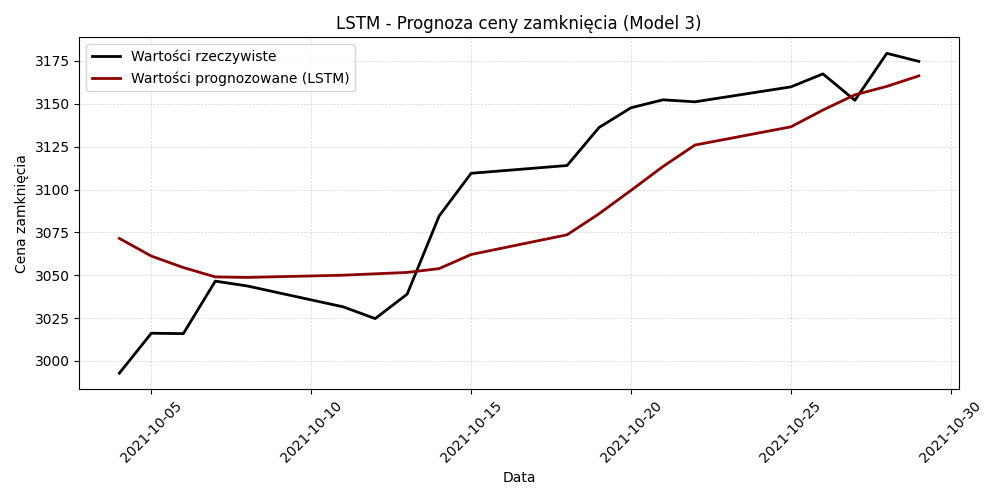 LSTM - Prognoza ceny zamknięcia (Model 3)
Wartości rzeczywiste
Wartości prognozowane (LSTM)
Cena zamknięcia
3175
3150
3125
3100
3075
3050
3025
3000
2021-10-05
2021-10-10
2021-10-15
2021-10-20
2021-10-25
2021-10-30
Data